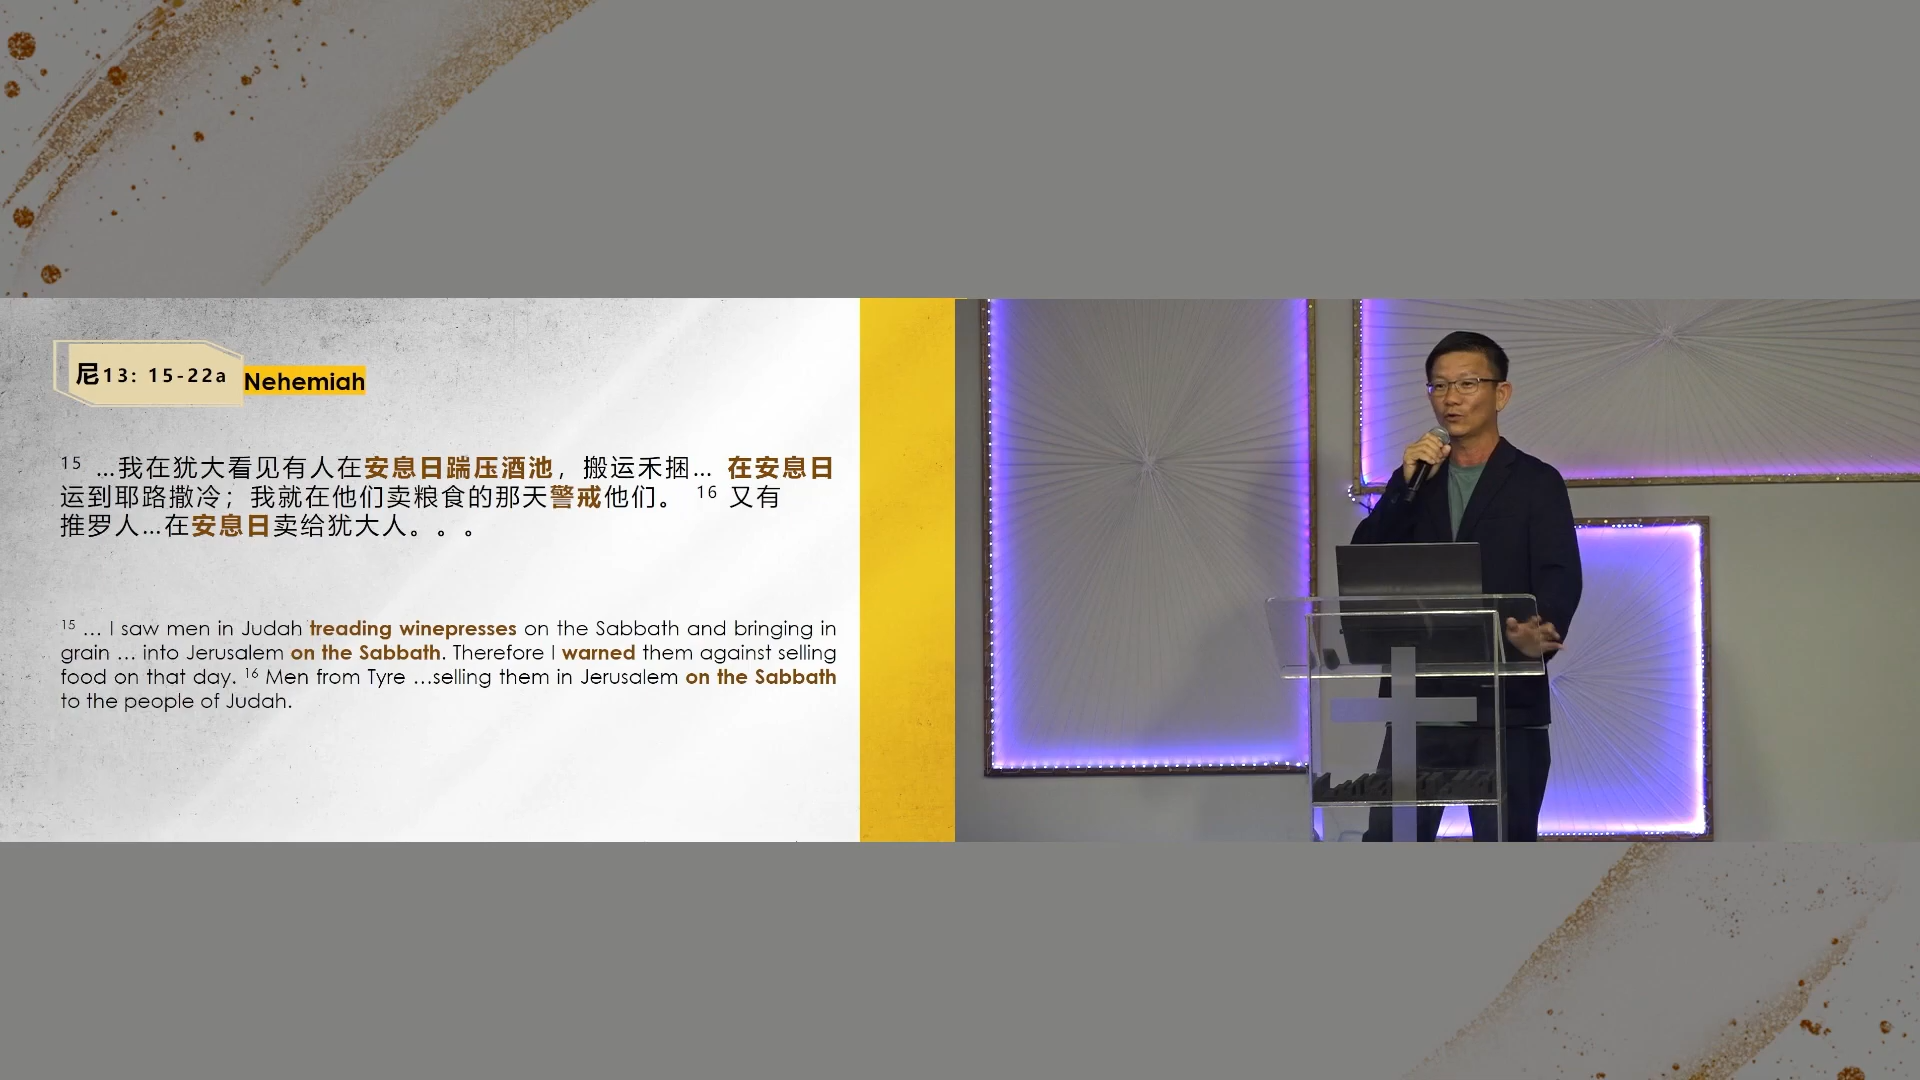 尼13: 15-22a
Nehemiah
15 ...我在犹大看见有人在安息日踹压酒池，搬运禾捆... 在安息日
运到耶路撒冷；我就在他们卖粮食的那天警戒他们。 16 又有
推罗人...在安息日卖给犹大人。。。
15 ... I saw men in Judah treading winepresses on the Sabbath and bringing in
grain ... into Jerusalem on the Sabbath. Therefore I warned them against selling
food on that day. 16 Men from Tyre ...selling them in Jerusalem on the Sabbath
to the people of Judah.